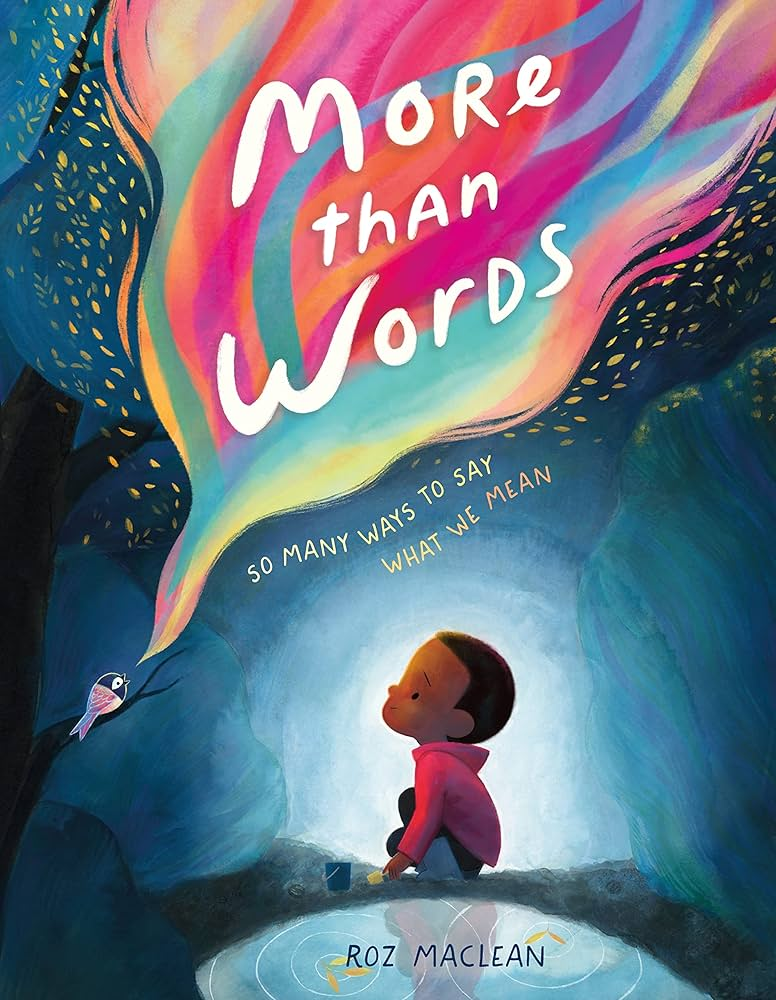 MORe
thAN
WorDS
SO MANY WAYS TO SAY
WHAT WE MEAN
ROZ MACLEAN